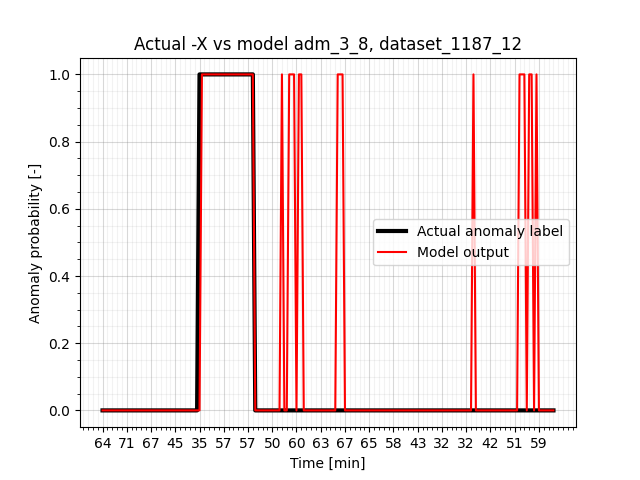 Actual -X vs model adm_3_8, dataset_1187_12
Anomaly probability [-]
1.0
0.8
0.6
0.4
0.2
0.0
Actual anomaly label
Model output
64 71 67 45 35 57 57 50 60 63 67 65 58 43 32 32 42 51 59
Time [min]